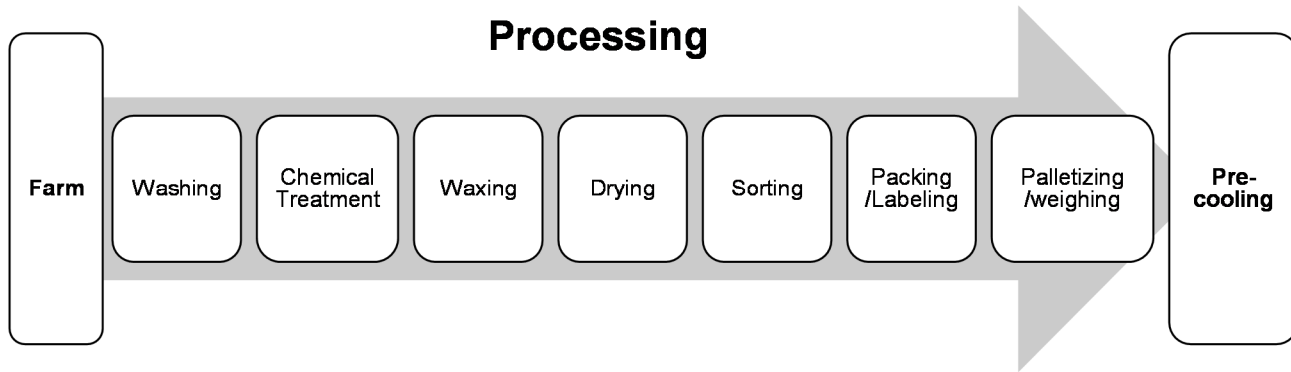 Processing
Farm
Washing
Chemical
Treatment
Waxing
Drying
Sorting
Packing
/Labeling
Palletizing
/weighing
Pre-
cooling